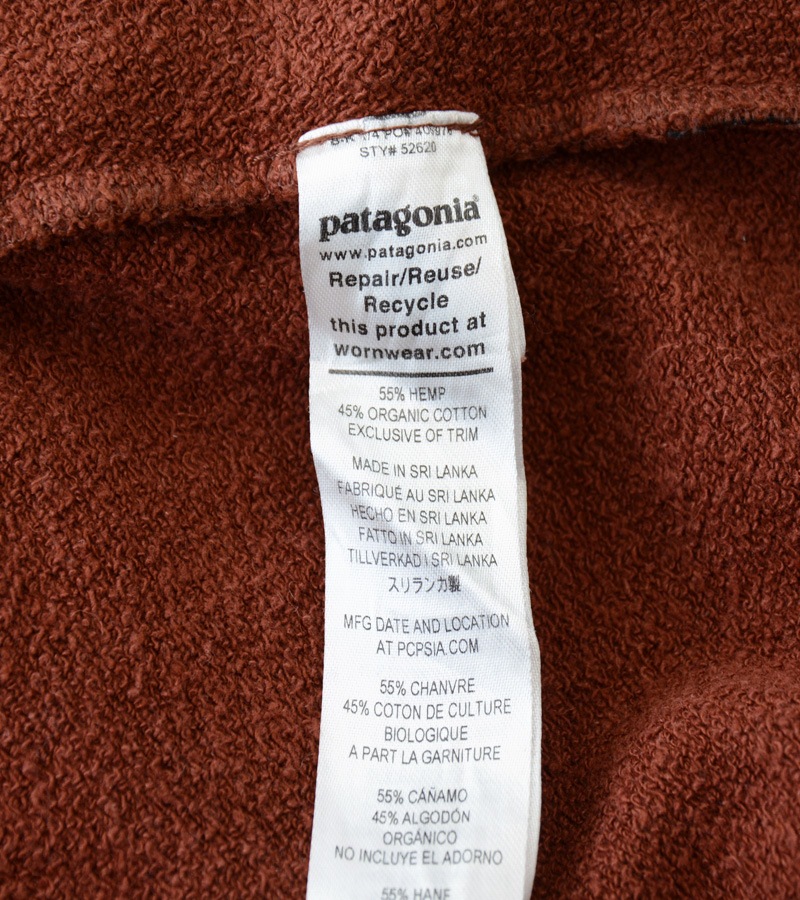 STY# 52620
patagonia
www.patagonia.com
Repair/Reuse/
Recycle
this product at
wornwear.com
55% HEMP
45% ORGANIC COTTON
EXCLUSIVE OF TRIM
MADE IN SRI LANKA
FABRIQUÉ AU SRI LANKA
HECHO EN SRI LANKA
FATTO IN SRI LANKA
TILLVERKAD I SRI LANKA
スリランカ製
MFG DATE AND LOCATION
AT PCPSIA.COM
55% CHANVRE
45% COTON DE CULTURE
BIOLOGIQUE
A PART LA GARNITURE
55% CÁÑAMO
45% ALGODÓN
ORGÁNICO
NO INCLUYE EL ADORNO
55% HANF